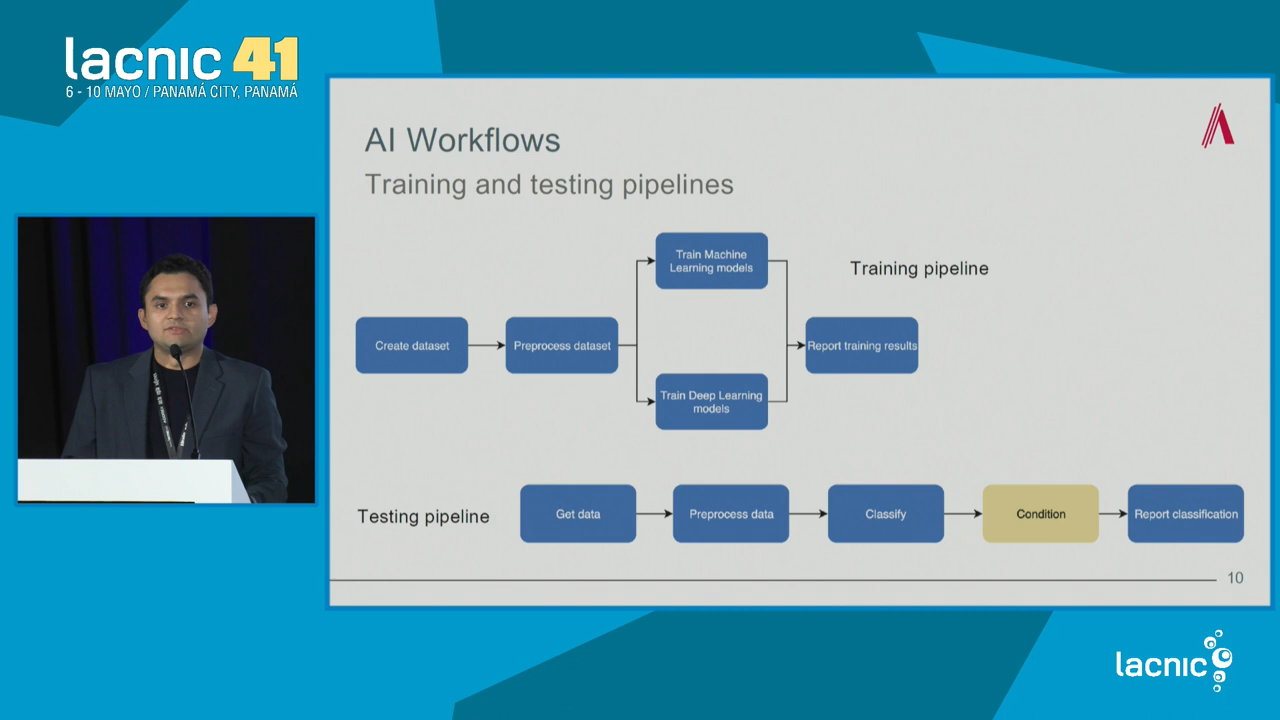 lacnic 41
6 - 10 MAYO / PANAMÁ CITY, PANAMÁ
AI Workflows
Training and testing pipelines
Train Machine
Learning models
Training pipeline
Create dataset
Preprocess dataset
Report training results
Train Deep Learning
models
Testing pipeline
Get data
Preprocess data
Classify
Condition
Report classification
10
lacnic